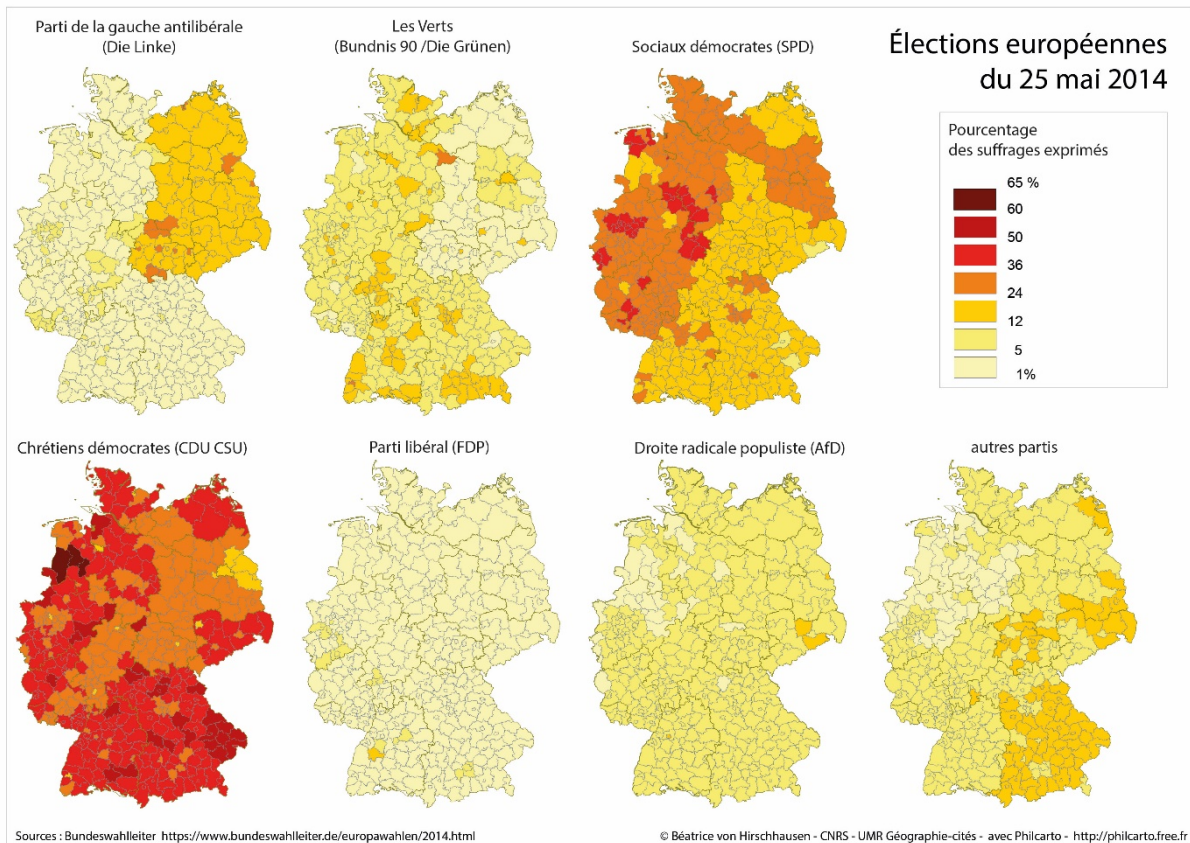 Parti de la gauche antilibérale
(Die Linke)
Les Verts
(Bundnis 90 /Die Grünen)
Sociaux démocrates (SPD)
Élections européennes
du 25 mai 2014
Pourcentage
des suffrages exprimés
65 %
60
50
36
24
12
5
1%
Chrétiens démocrates (CDU CSU)
Parti libéral (FDP)
Droite radicale populiste (AfD)
autres partis
Sources : Bundeswahlleiter https://www.bundeswahlleiter.de/europawahlen/2014.html
© Béatrice von Hirschhausen - CNRS - UMR Géographie-cités - avec Philcarto - http://philcarto.free.fr